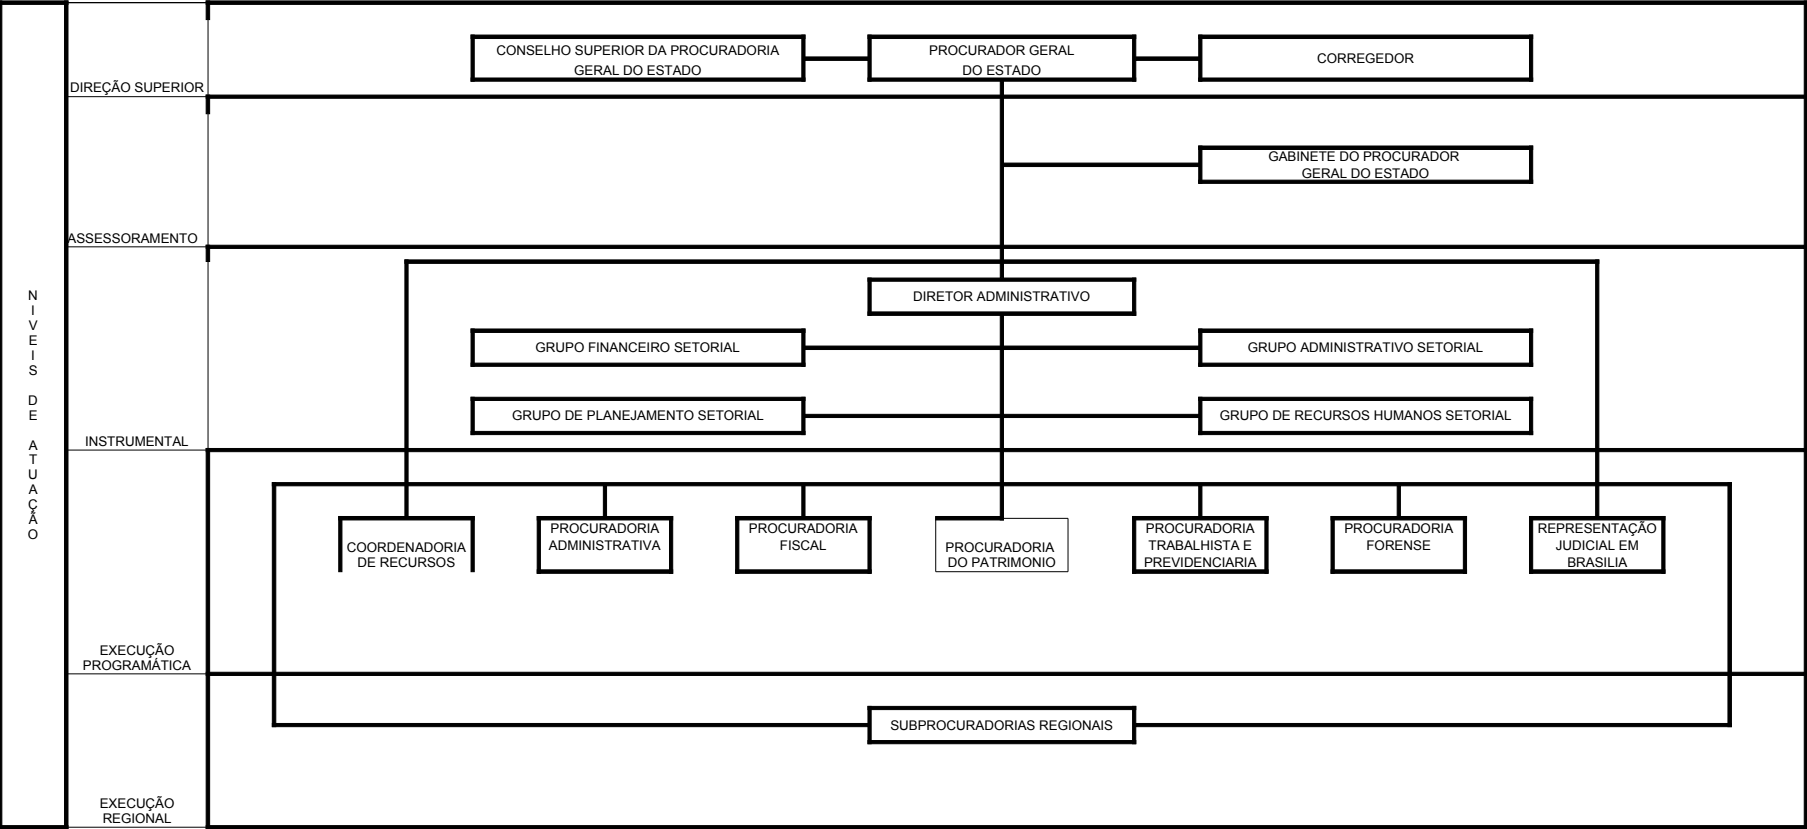 CONSELHO SUPERIOR DA PROCURADORIA
GERAL DO ESTADO
PROCURADOR GERAL
DO ESTADO
CORREGEDOR
DIREÇÃO SUPERIOR
GABINETE DO PROCURADOR
GERAL DO ESTADO
ASSESSORAMENTO
NIVEIS DE ATUAÇÃO
DIRETOR ADMINISTRATIVO
GRUPO FINANCEIRO SETORIAL
GRUPO ADMINISTRATIVO SETORIAL
GRUPO DE PLANEJAMENTO SETORIAL
GRUPO DE RECURSOS HUMANOS SETORIAL
INSTRUMENTAL
COORDENADORIA
DE RECURSOS
PROCURADORIA
ADMINISTRATIVA
PROCURADORIA
FISCAL
PROCURADORIA
DO PATRIMONIO
PROCURADORIA
TRABALHISTA E
PREVIDENCIARIA
PROCURADORIA
FORENSE
REPRESENTAÇÃO
JUDICIAL EM
BRASILIA
EXECUÇÃO
PROGRAMÁTICA
SUBPROCURADORIAS REGIONAIS
EXECUÇÃO
REGIONAL